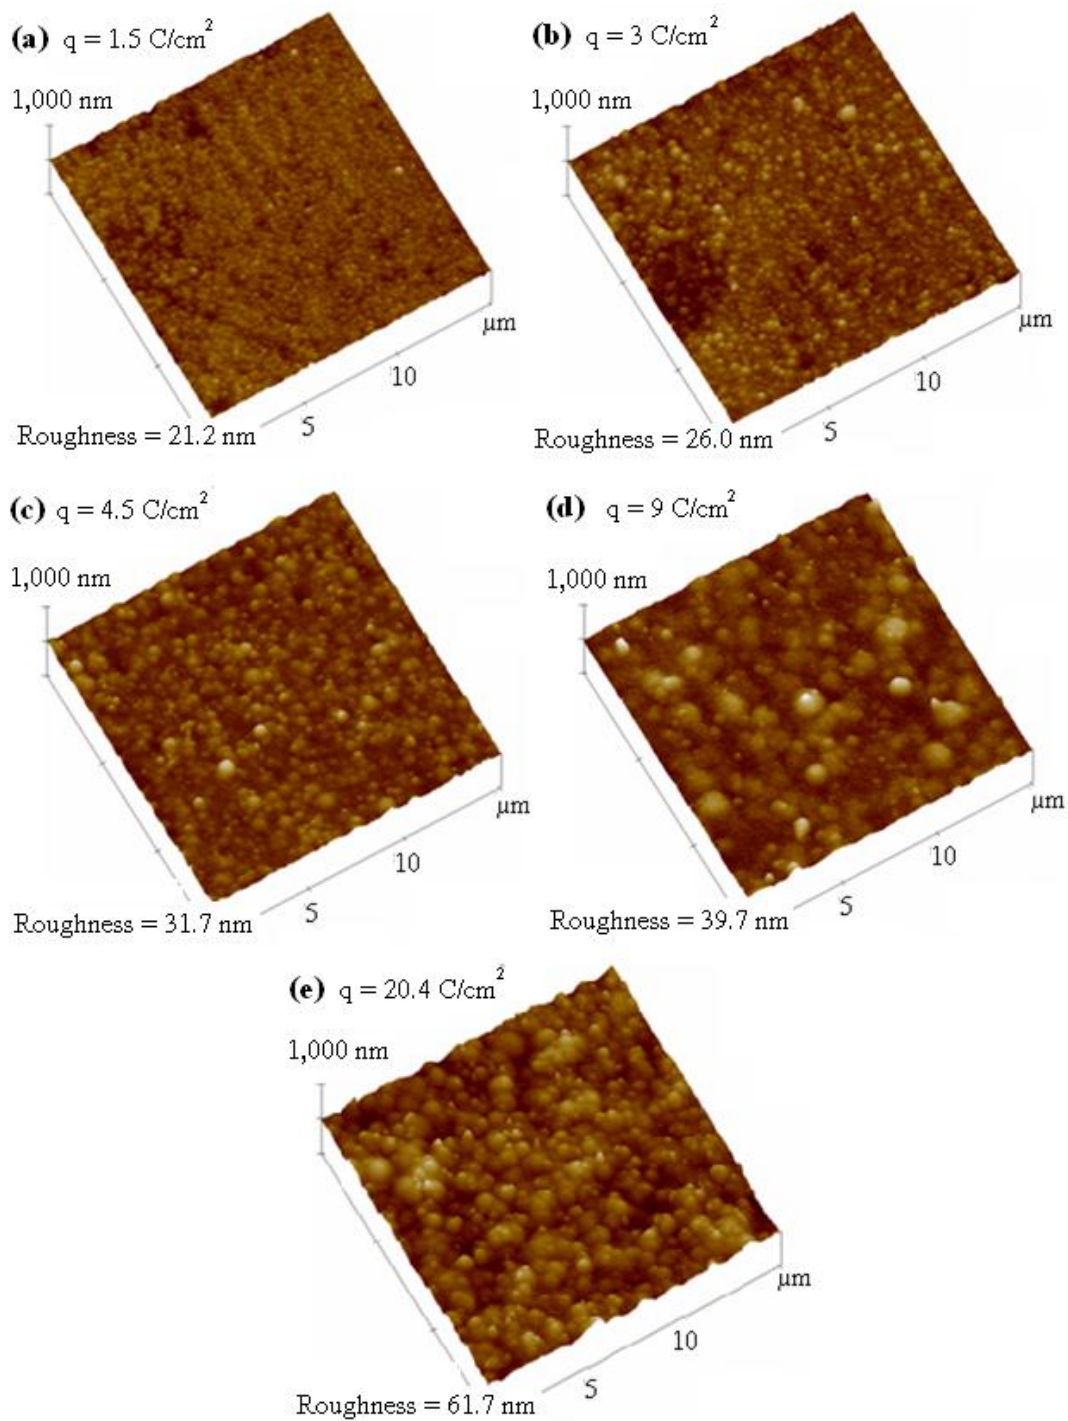 (a) q = 1.5 C/cm²
1,000 nm
µm
10
5
Roughness = 21.2 nm
(b) q = 3 C/cm²
1,000 nm
µm
10
5
Roughness = 26.0 nm
(c) q = 4.5 C/cm²
1,000 nm
µm
10
5
Roughness = 31.7 nm
(d) q = 9 C/cm²
1,000 nm
µm
10
5
Roughness = 39.7 nm
(e) q = 20.4 C/cm²
1,000 nm
µm
10
5
Roughness = 61.7 nm